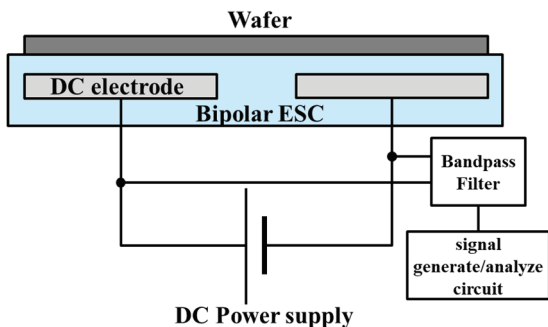 Wafer
DC electrode
Bipolar ESC
Bandpass
Filter
signal
generate/analyze
circuit
DC Power supply